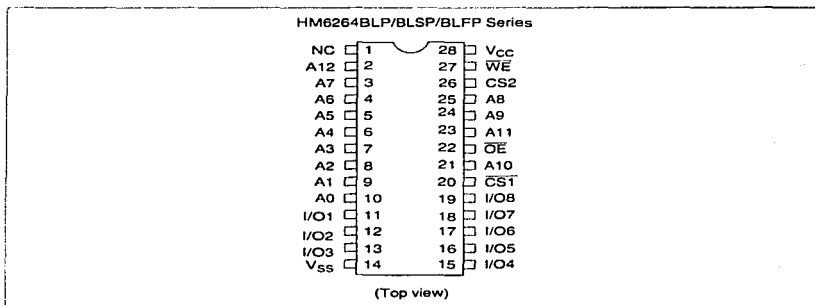 HM6264BLP/BLSP/BLFP Series
NC 1 28 VCC
A12 2 27 WE
A7 3 26 CS2
A6 4 25 A8
A5 5 24 A9
A4 6 23 A11
A3 7 22 OE
A2 8 21 A10
A1 9 20 CS1
A0 10 19 I/O8
I/O1 11 18 I/O7
I/O2 12 17 I/O6
I/O3 13 16 I/O5
VSS 14 15 I/O4
(Top view)